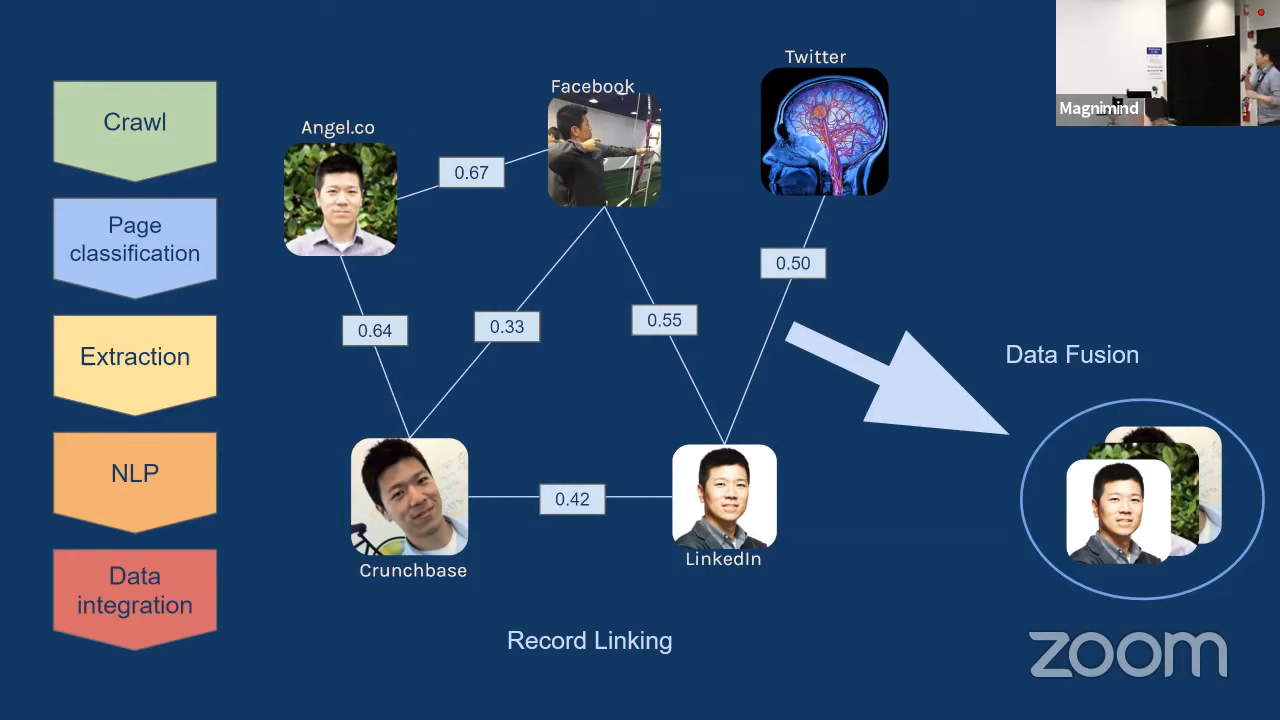 Crawl
Page
classification
Extraction
NLP
Data
integration
Angel.co
Facebook
Twitter
0.67
0.50
0.64
0.33
0.55
0.42
Crunchbase
LinkedIn
Record Linking
Data Fusion
Magnimind
zoom